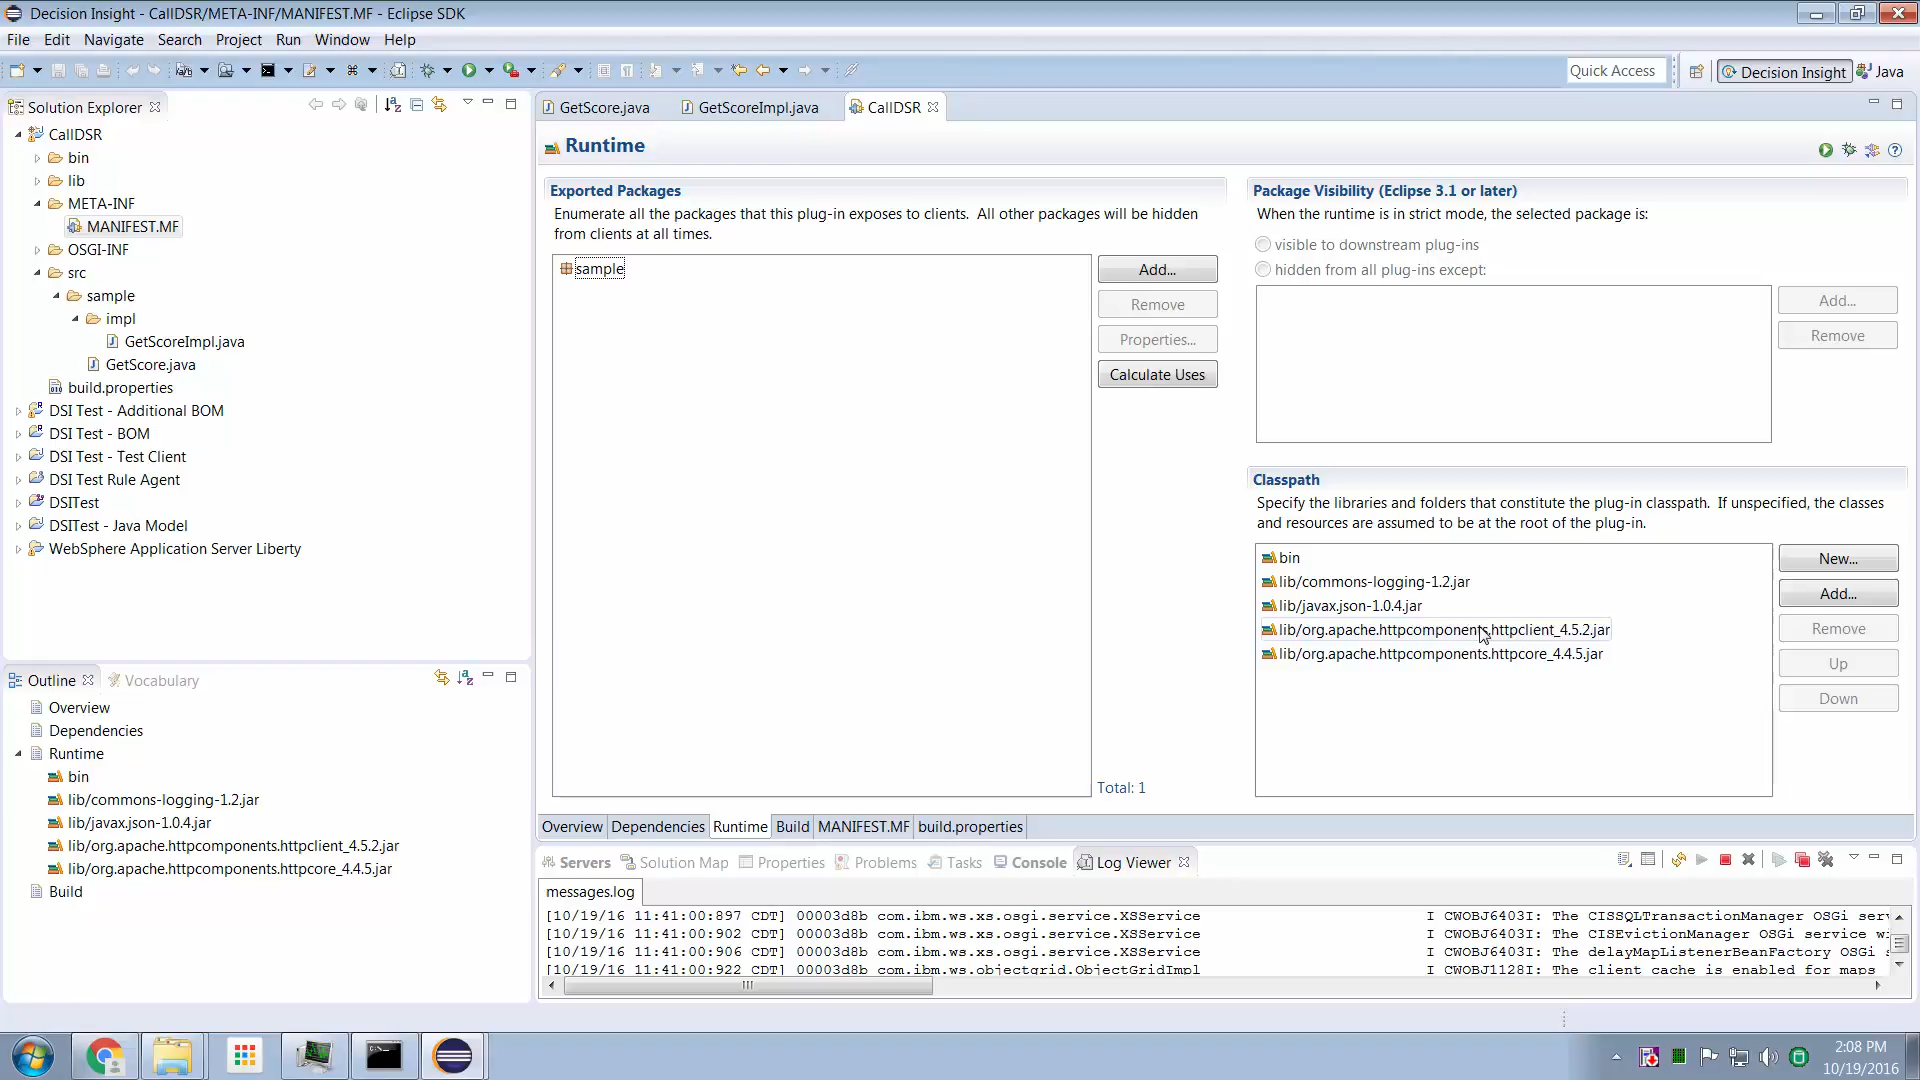 Decision Insight - CallDSR/META-INF/MANIFEST.MF - Eclipse SDK
File Edit Navigate Search Project Run Window Help
Quick Access
Decision Insight
Java
Solution Explorer
CallDSR
bin
lib
META-INF
MANIFEST.MF
OSGI-INF
src
sample
impl
GetScoreImpl.java
GetScore.java
build.properties
DSI Test - Additional BOM
DSI Test - BOM
DSI Test - Test Client
DSI Test Rule Agent
DSITest
DSITest - Java Model
WebSphere Application Server Liberty
Outline Vocabulary
Overview
Dependencies
Runtime
bin
lib/commons-logging-1.2.jar
lib/javax.json-1.0.4.jar
lib/org.apache.httpcomponents.httpclient_4.5.2.jar
lib/org.apache.httpcomponents.httpcore_4.4.5.jar
Build
GetScore.java GetScoreImpl.java CallDSR
Runtime
Exported Packages
Enumerate all the packages that this plug-in exposes to clients. All other packages will be hidden
from clients at all times.
sample
Add...
Remove
Properties...
Calculate Uses
Total: 1
Package Visibility (Eclipse 3.1 or later)
When the runtime is in strict mode, the selected package is:
visible to downstream plug-ins
hidden from all plug-ins except:
Add...
Remove
Classpath
Specify the libraries and folders that constitute the plug-in classpath. If unspecified, the classes
and resources are assumed to be at the root of the plug-in.
bin
lib/commons-logging-1.2.jar
lib/javax.json-1.0.4.jar
lib/org.apache.httpcomponents.httpclient_4.5.2.jar
lib/org.apache.httpcomponents.httpcore_4.4.5.jar
New...
Add...
Remove
Up
Down
Overview Dependencies Runtime Build MANIFEST.MF build.properties
Servers Solution Map Properties Problems Tasks Console Log Viewer
messages.log
[10/19/16 11:41:00:897 CDT] 00003d8b com.ibm.ws.xs.osgi.service.XSService I CWOBJ6403I: The CISSQLTransactionManager OSGi serv
[10/19/16 11:41:00:902 CDT] 00003d8b com.ibm.ws.xs.osgi.service.XSService I CWOBJ6403I: The CISEvictionManager OSGi service wi
[10/19/16 11:41:00:906 CDT] 00003d8b com.ibm.ws.xs.osgi.service.XSService I CWOBJ6403I: The delayMapListenerBeanFactory OSGi s
[10/19/16 11:41:00:922 CDT] 00003d8b com.ibm.ws.objectgrid.ObjectGridImpl I CWOBJ1128I: The client cache is enabled for maps
2:08 PM
10/19/2016